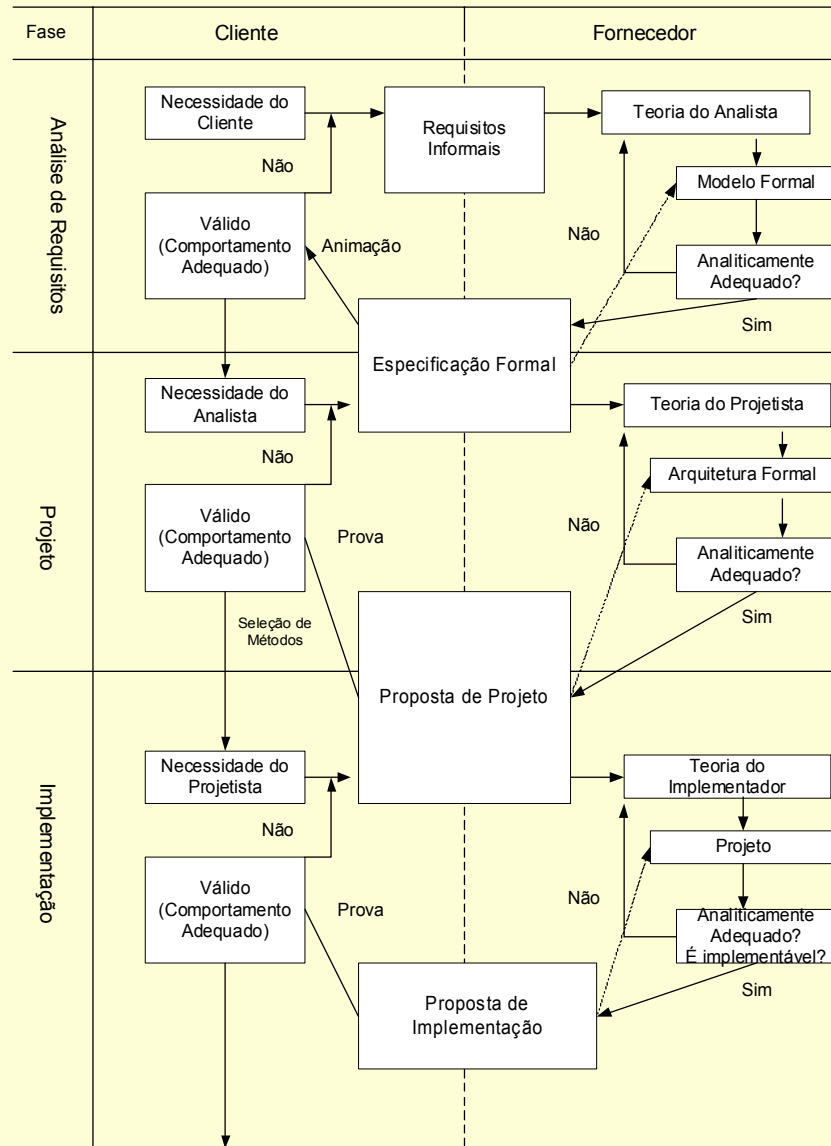 Fase
Cliente
Fornecedor
Análise de Requisitos
Necessidade do
Cliente
Requisitos
Informais
Teoria do Analista
Não
Modelo Formal
Válido
(Comportamento
Adequado)
Animação
Não
Analiticamente
Adequado?
Sim
Especificação Formal
Projeto
Necessidade do
Analista
Teoria do Projetista
Não
Arquitetura Formal
Válido
(Comportamento
Adequado)
Prova
Não
Analiticamente
Adequado?
Sim
Seleção de
Métodos
Proposta de Projeto
Implementação
Necessidade do
Projetista
Teoria do
Implementador
Não
Projeto
Válido
(Comportamento
Adequado)
Prova
Não
Analiticamente
Adequado?
É implementável?
Sim
Proposta de
Implementação